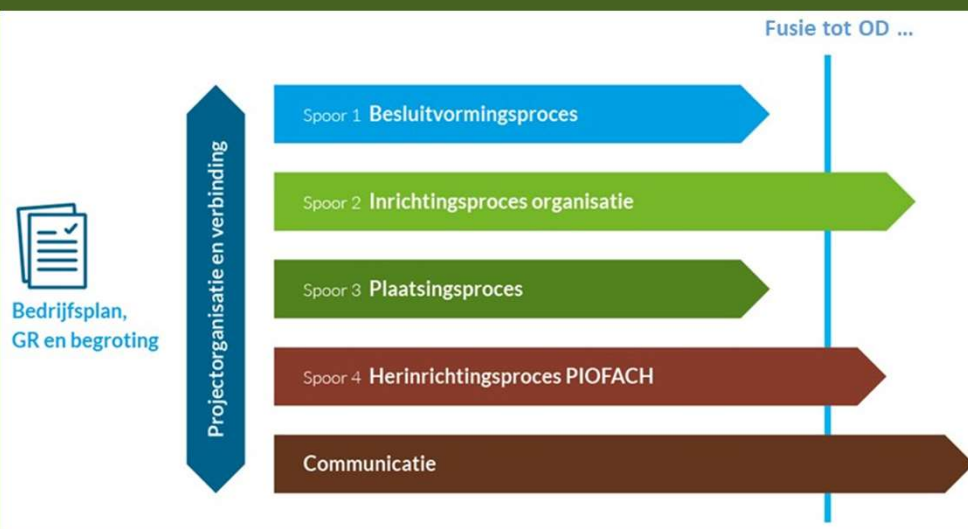 Fusie tot OD ...
Bedrijfsplan,
GR en begroting
Projectorganisatie en verbinding
Spoor 1 Besluitvormingsproces
Spoor 2 Inrichtingsproces organisatie
Spoor 3 Plaatsingsproces
Spoor 4 Herinrichtingsproces PIOFACH
Communicatie